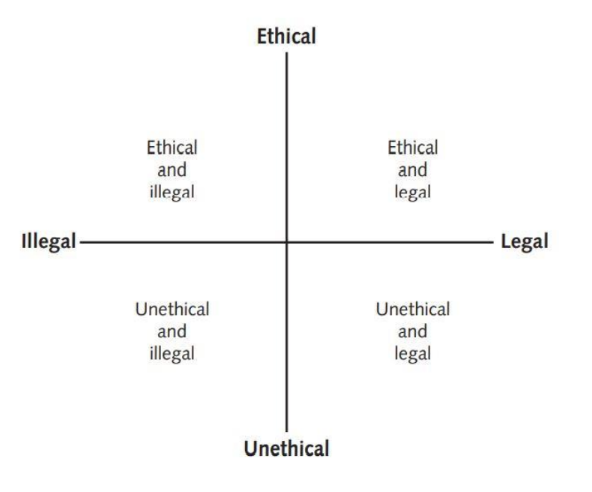 Ethical
Ethical
and
illegal
Ethical
and
legal
Illegal
Legal
Unethical
and
illegal
Unethical
and
legal
Unethical